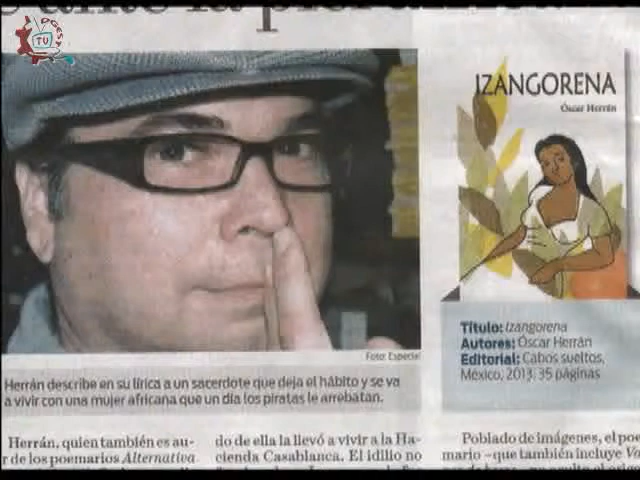 TU
IZANGORENA
Óscar Herrán
Título: Izangorena
Autores: Óscar Herrán
Editorial: Cabos sueltos,
México, 2013, 35 páginas
Foto: Especial
Herrán describe en su lírica a un sacerdote que deja el hábito y se va
a vivir con una mujer africana que un día los piratas le arrebatan.
Herrán, quien también es au-
r de los poemarios Alternativa
do de ella la llevó a vivir a la Ha-
cienda Casablanca. El idilio no
Poblado de imágenes, el poe-
mario –que también incluye